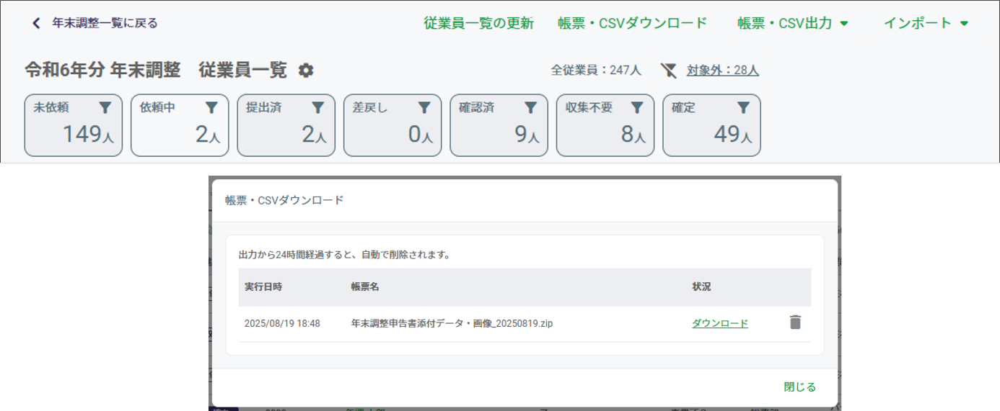 年末調整一覧に戻る 従業員一覧の更新 帳票・CSVダウンロード 帳票・CSV出力 インポート
令和6年分 年末調整 従業員一覧 全従業員：247人 対象外：28人
未依頼 依頼中 提出済 差戻し 確認済 収集不要 確定
149人 2人 2人 0人 9人 8人 49人
帳票・CSVダウンロード
出力から24時間経過すると、自動で削除されます。
実行日時 帳票名 状況
2025/08/19 18:48 年末調整申告書添付データ・画像_20250819.zip ダウンロード
閉じる